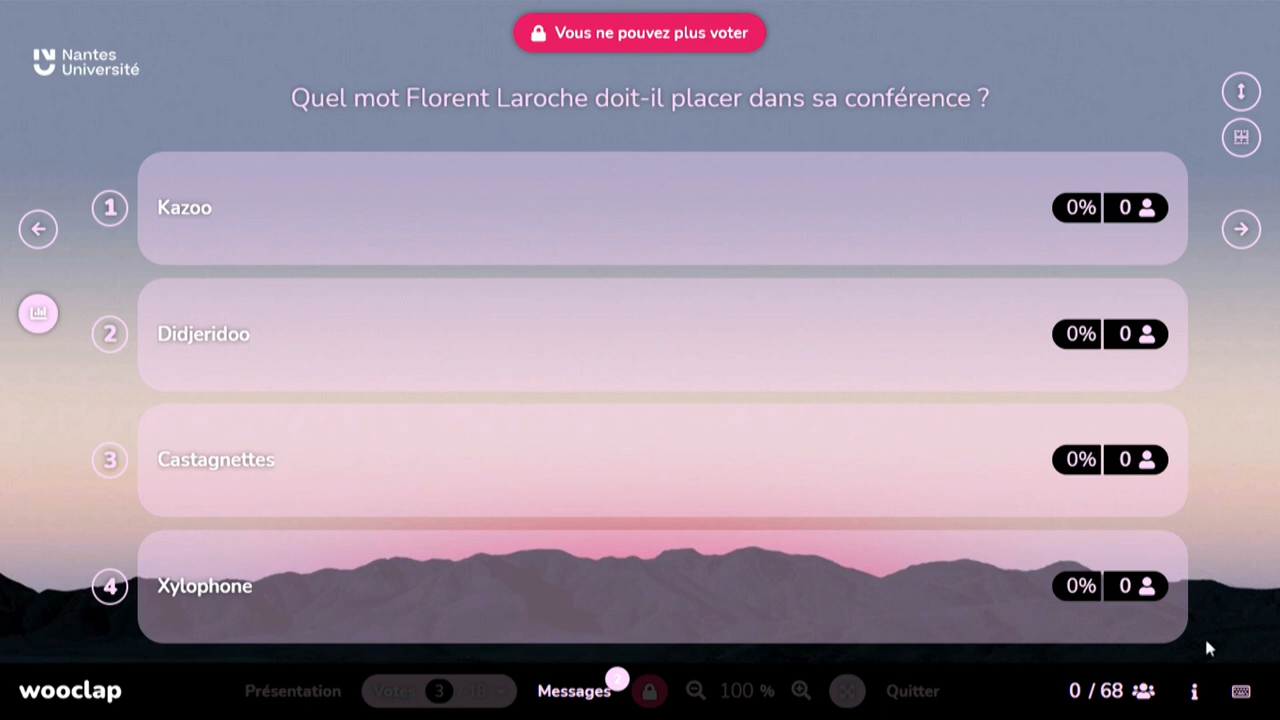 Vous ne pouvez plus voter
Nantes
Université
Quel mot Florent Laroche doit-il placer dans sa conférence ?
1 Kazoo 0% 0
2 Didjeridoo 0% 0
3 Castagnettes 0% 0
4 Xylophone 0% 0
wooclap Présentation Votes 3 / 18 Messages 2 100 % Quitter 0 / 68